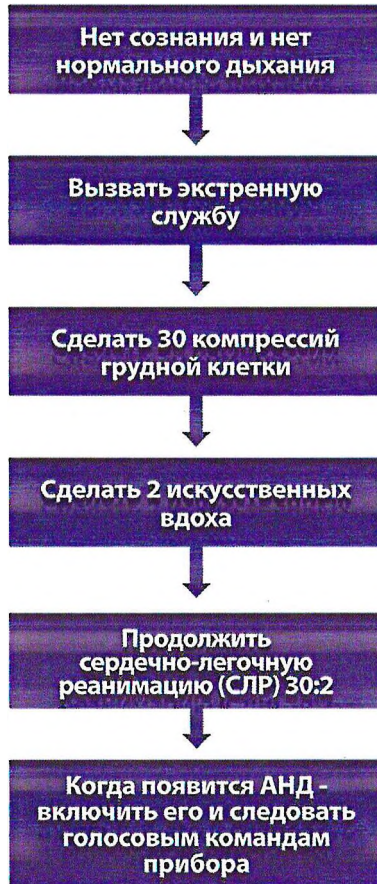 Нет сознания и нет
нормального дыхания
Вызвать экстренную
службу
Сделать 30 компрессий
грудной клетки
Сделать 2 искусственных
вдоха
Продолжить
сердечно-легочную
реанимацию (СЛР) 30:2
Когда появится АНД -
включить его и следовать
голосовым командам
прибора